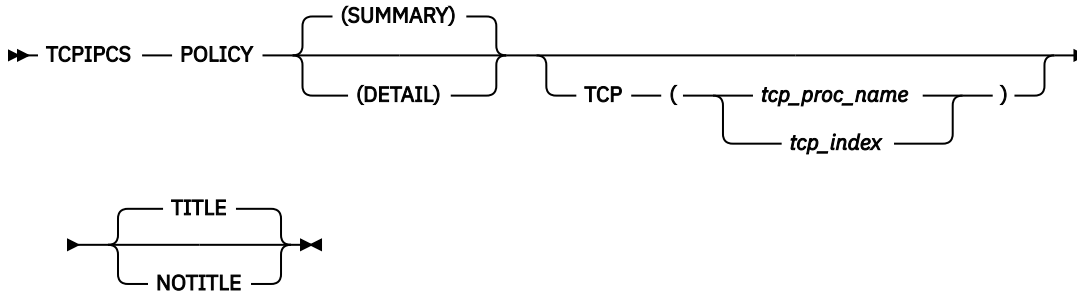 (SUMMARY)
TCPIPCS POLICY
(DETAIL) TCP ( tcp_proc_name )
tcp_index
TITLE
NOTITLE